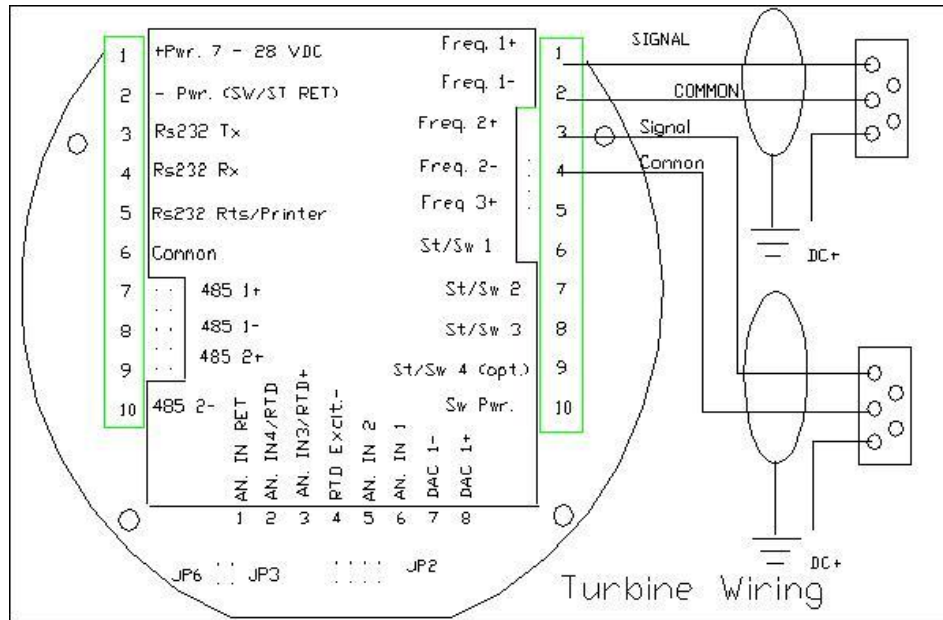 1 +Pwr. 7 - 28 VDC
2 - Pwr. (SW/ST RET)
3 Rs232 Tx
4 Rs232 Rx
5 Rs232 Rts/Printer
6 Common
7 485 1+
8 485 1-
9 485 2+
10 485 2-
Freq. 1+ 1
Freq. 1- 2
Freq. 2+ 3
Freq. 2- 4
Freq 3+ 5
St/Sw 1 6
St/Sw 2 7
St/Sw 3 8
St/Sw 4 (opt.) 9
Sw Pwr. 10
SIGNAL
COMMON
Signal
Common
DC+
DC+
AN. IN RET
AN. IN4/RTD
AN. IN3/RTD+
RTD Excit.-
AN. IN 2
AN. IN 1
DAC 1-
DAC 1+
1 2 3 4 5 6 7 8
JP6 JP3 JP2
Turbine Wiring